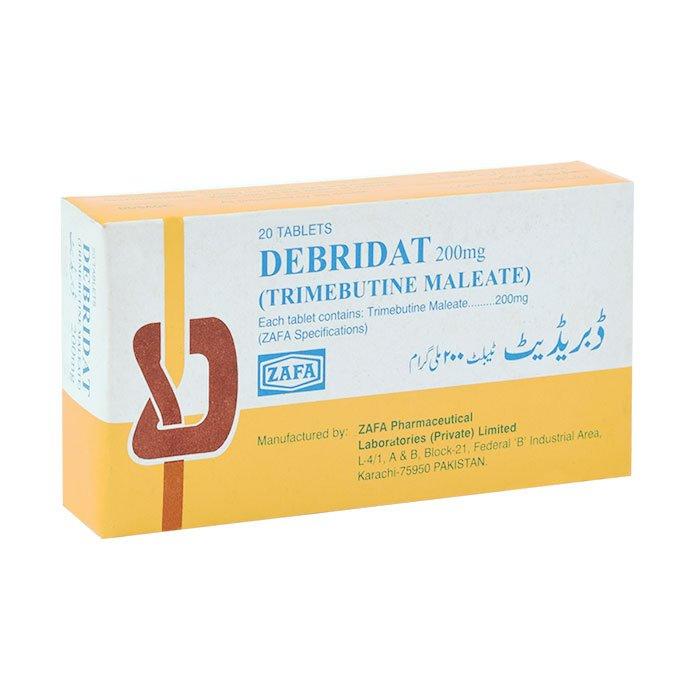 20 TABLETS
DEBRIDAT 200mg
(TRIMEBUTINE MALEATE)
Each tablet contains: Trimebutine Maleate.........200mg
(ZAFA Specifications)
ZAFA
ڈبریڈیٹ ٹیبلٹ ۲۰۰ ملی گرام
Manufactured by: ZAFA Pharmaceutical
Laboratories (Private) Limited
L-4/1, A & B, Block-21, Federal 'B' Industrial Area,
Karachi-75950 PAKISTAN.
DEBRIDAT
200mg
DOSAGE